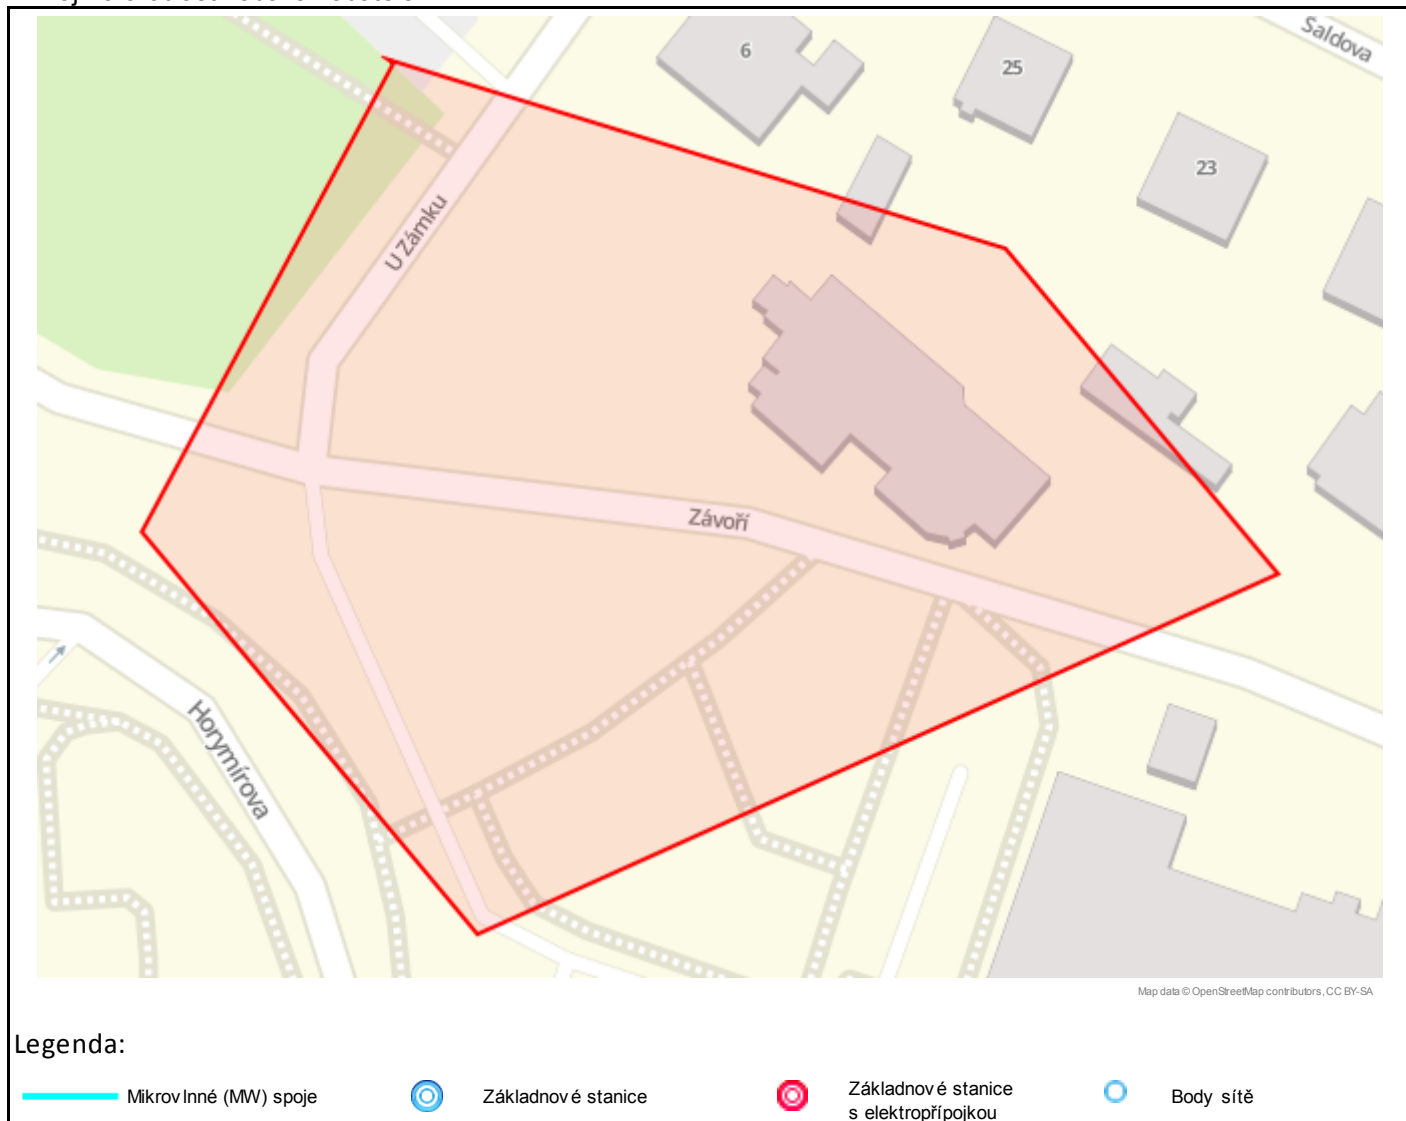 Saldova
6
25
23
U Zámku
Závoří
Horymírova
Map data © OpenStreetMap contributors, CC BY-SA
Legenda:
Mikrovlnné (MW) spoje
Základnové stanice
Základnové stanice
s elektropřípojkou
Body sítě